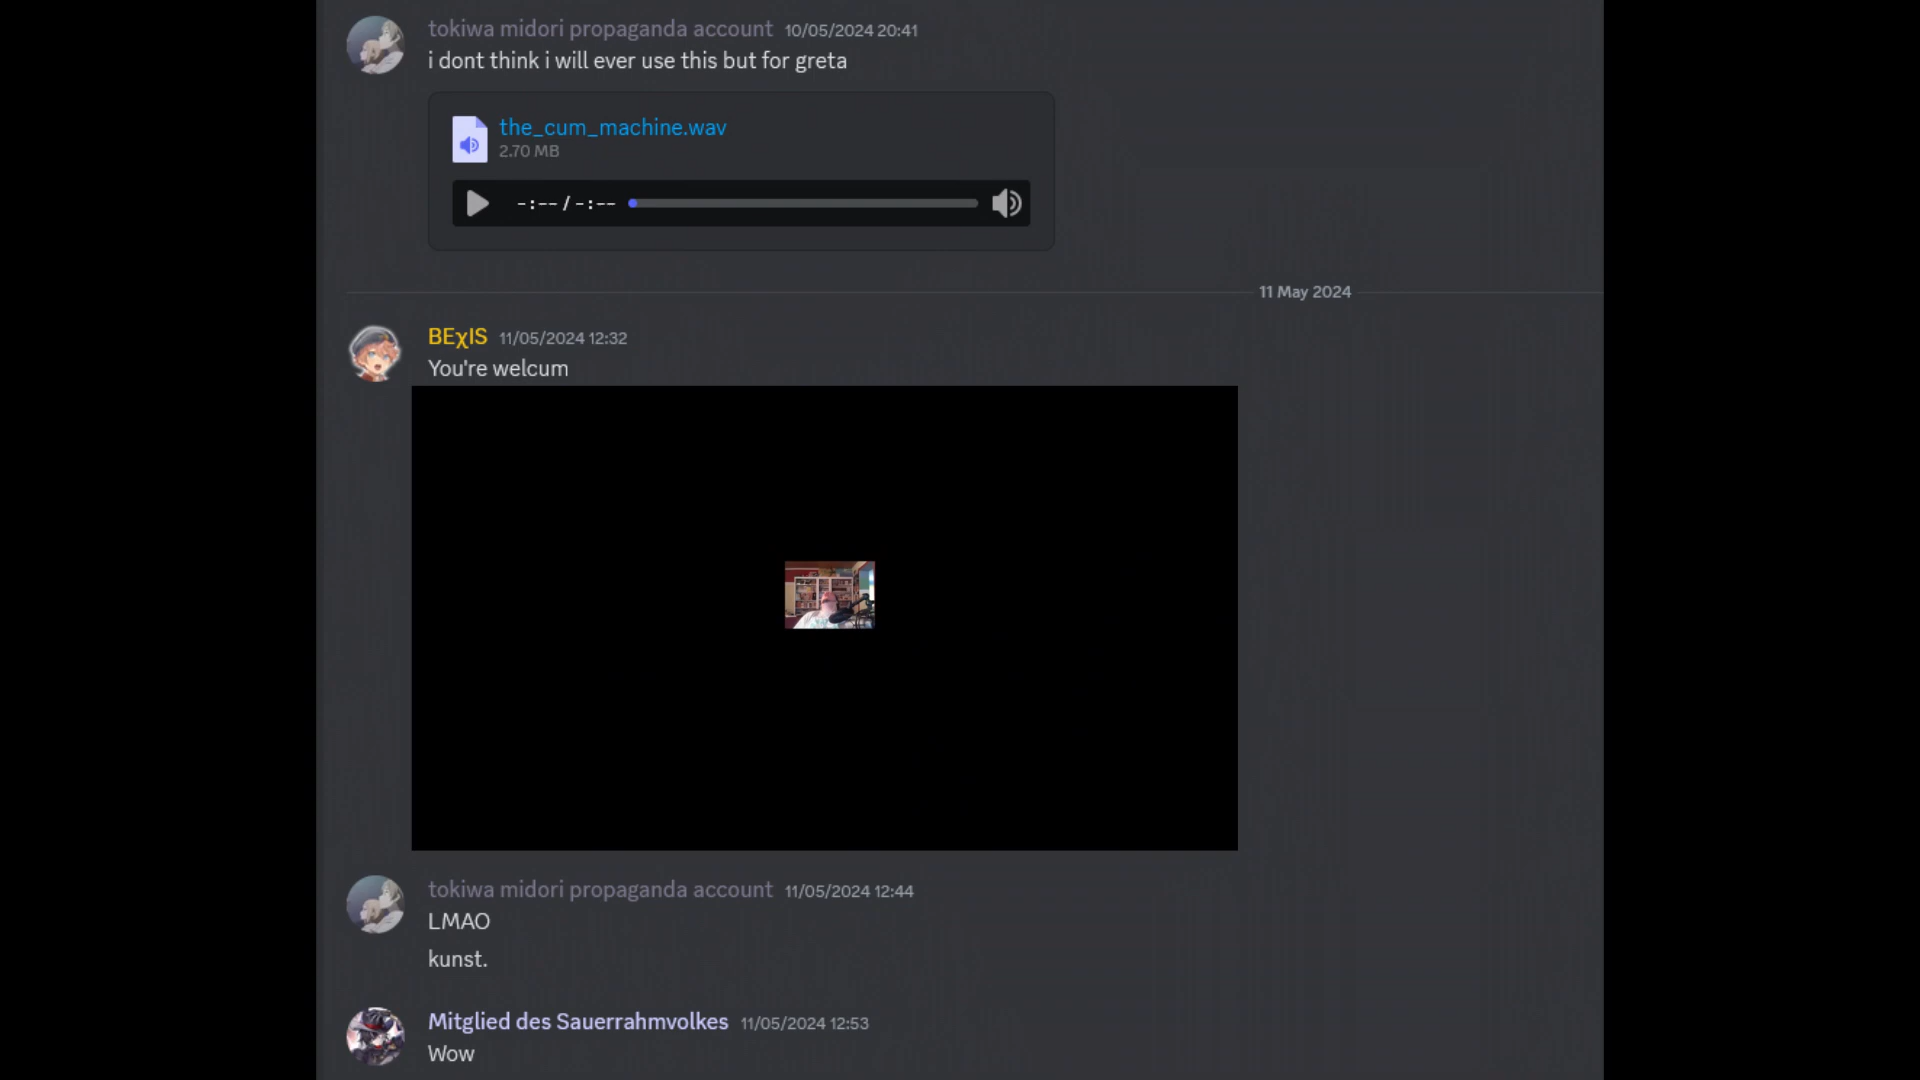 tokiwa midori propaganda account 10/05/2024 20:41
i dont think i will ever use this but for greta
the_cum_machine.wav
2.70 MB
-:-- / -:--
11 May 2024
BEχIS 11/05/2024 12:32
You're welcum
tokiwa midori propaganda account 11/05/2024 12:44
LMAO
kunst.
Mitglied des Sauerrahmvolkes 11/05/2024 12:53
Wow